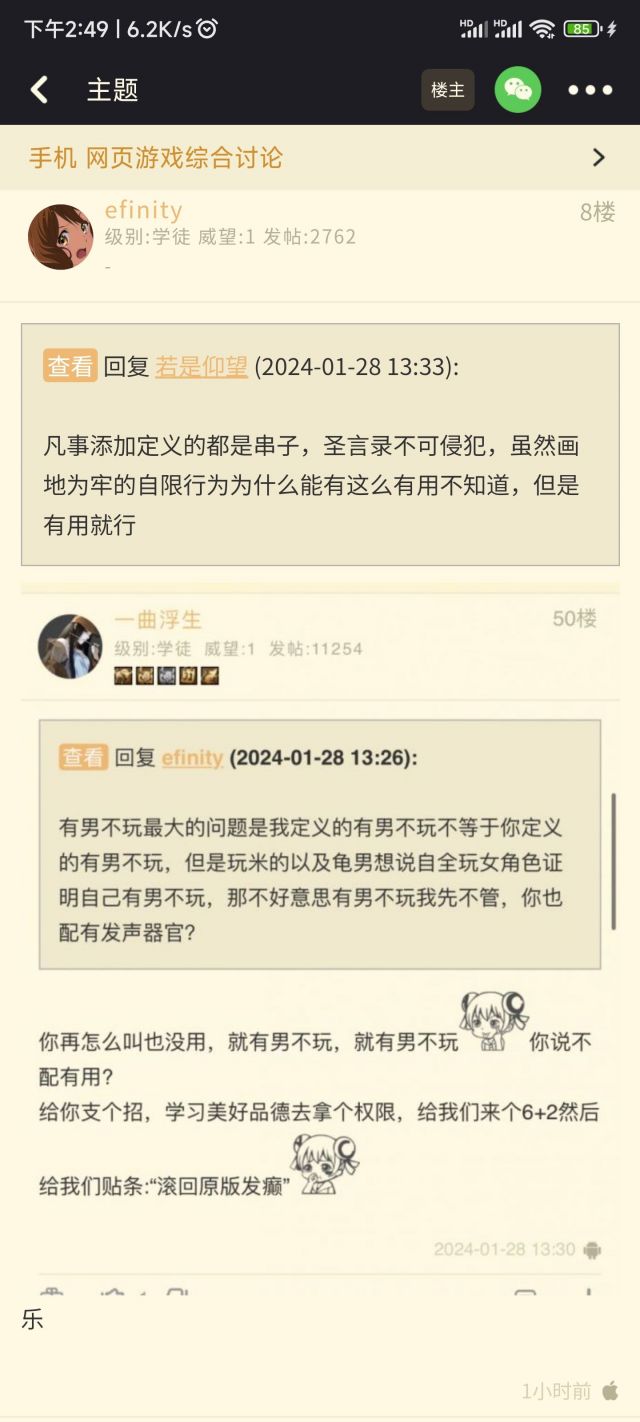 下午2:49 | 6.2K/s
HD HD 85
主题
楼主
手机 网页游戏综合讨论
efinity
8楼
级别:学徒 威望:1 发帖:2762
-
查看 回复 若是仰望 (2024-01-28 13:33):
凡事添加定义的都是串子，圣言录不可侵犯，虽然画
地为牢的自限行为为什么能有这么有用不知道，但是
有用就行
一曲浮生
50楼
级别:学徒 威望:1 发帖:11254
查看 回复 efinity (2024-01-28 13:26):
有男不玩最大的问题是我定义的有男不玩不等于你定义
的有男不玩，但是玩米的以及龟男想说自全玩女角色证
明自己有男不玩，那不好意思有男不玩我先不管，你也
配有发声器官?
你再怎么叫也没用，就有男不玩，就有男不玩 你说不
配有用?
给你支个招，学习美好品德去拿个权限，给我们来个6+2然后
给我们贴条:“滚回原版发癫”
2024-01-28 13:30
乐
1小时前